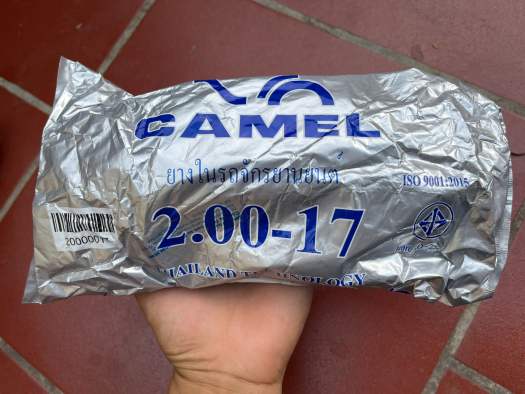 CAMEL
ยางในรถจักรยานยนต์
ISO 9001:2015
2.00-17
THAILAND TECHNOLOGY